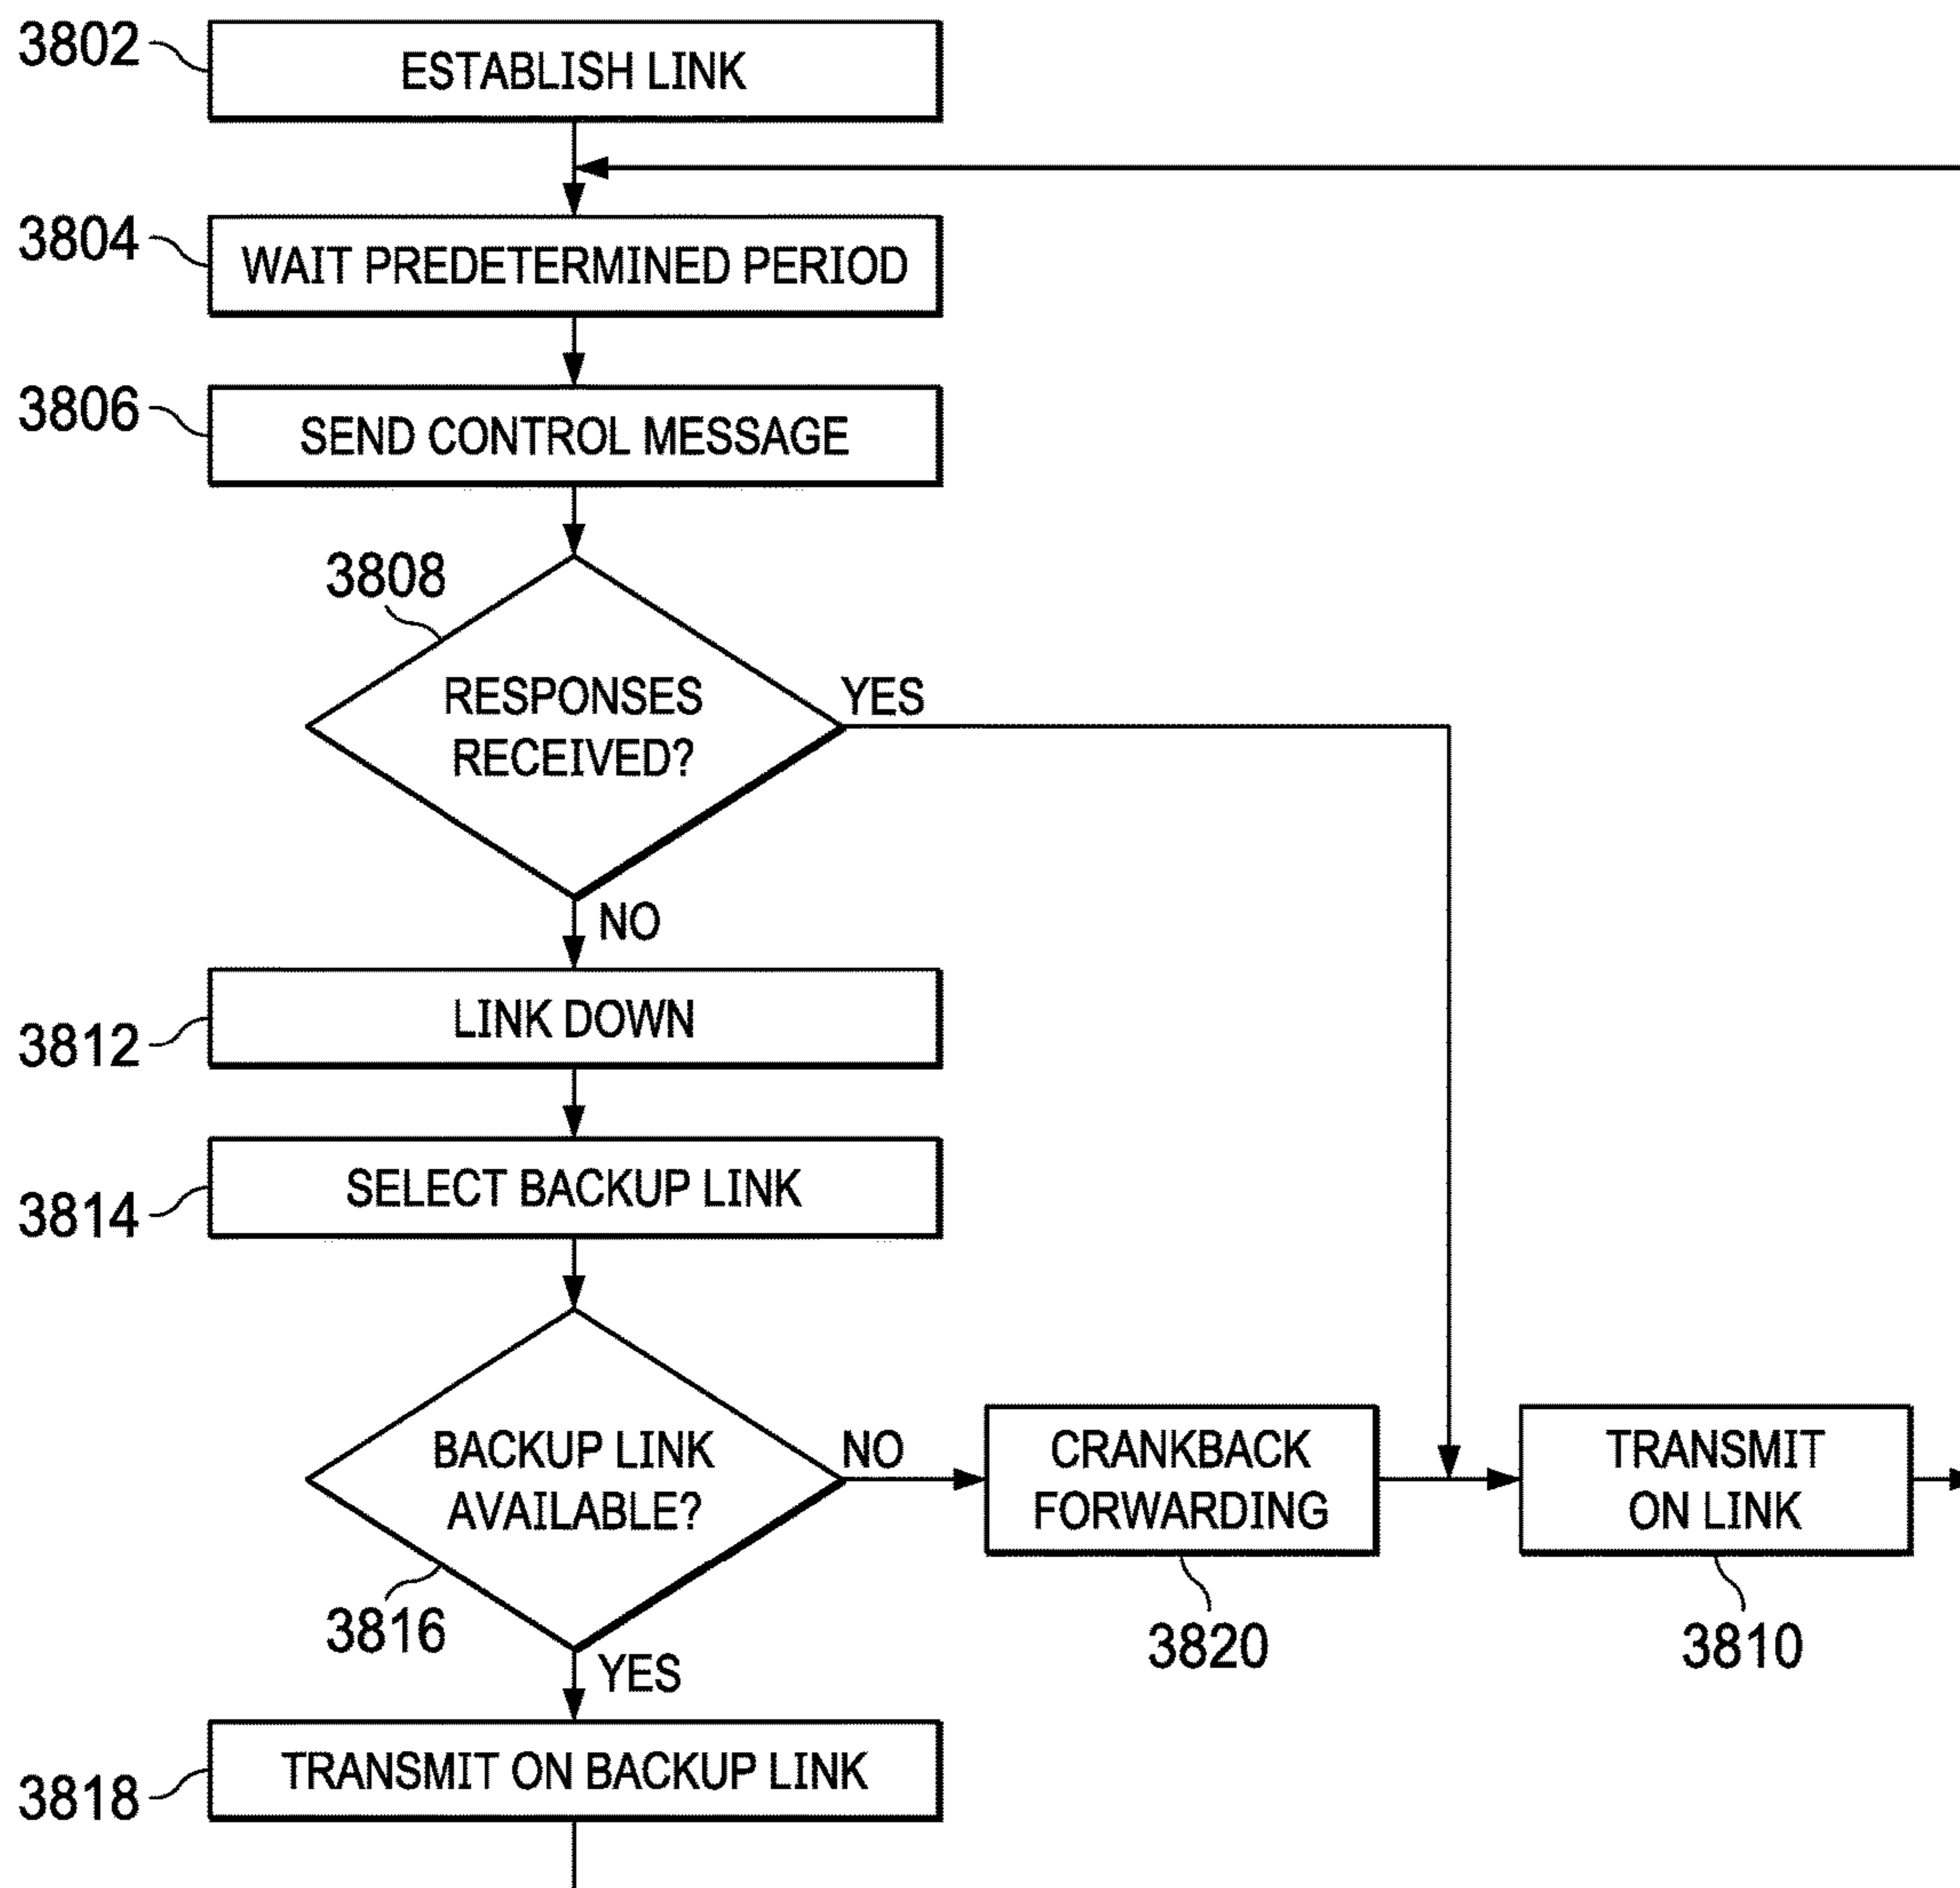 3802
ESTABLISH LINK
3804
WAIT PREDETERMINED PERIOD
3806
SEND CONTROL MESSAGE
3808
RESPONSES
RECEIVED?
YES
NO
3812
LINK DOWN
3814
SELECT BACKUP LINK
BACKUP LINK
AVAILABLE?
NO
3816
YES
CRANKBACK
FORWARDING
3820
TRANSMIT
ON LINK
3810
3818
TRANSMIT ON BACKUP LINK